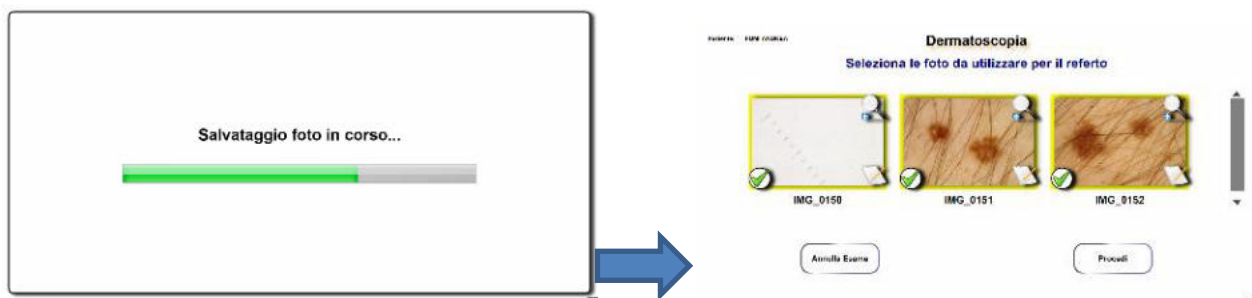 Salvataggio foto in corso...
Dermatoscopia
Seleziona le foto da utilizzare per il referto
IMG_0150
IMG_0151
IMG_0152
Annulla Esame
Procedi